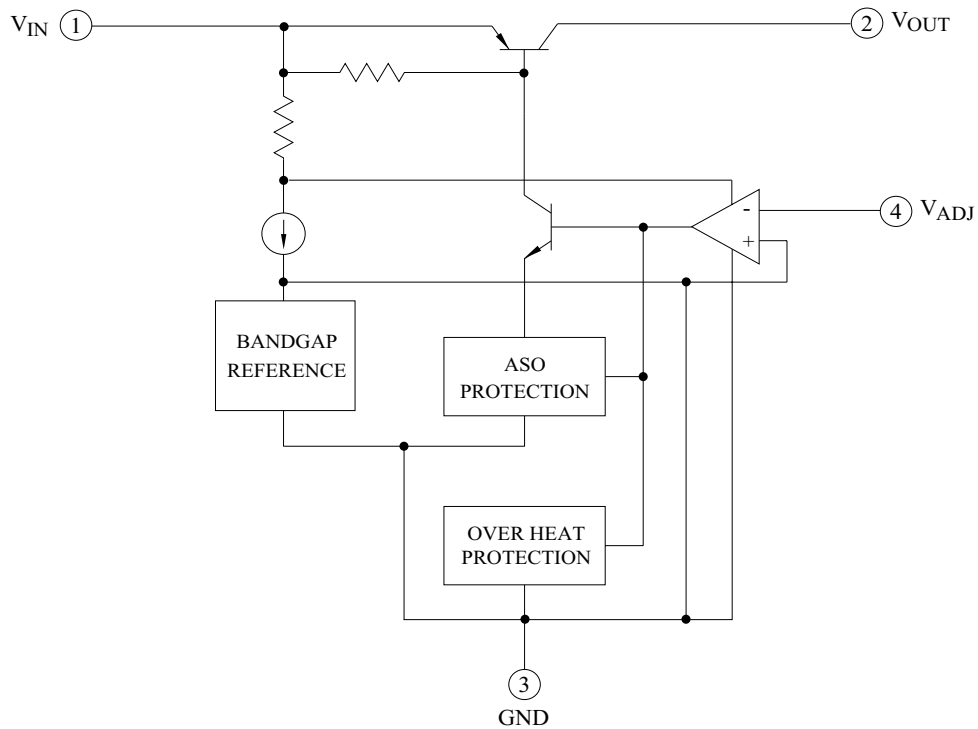 VIN 1
2 VOUT
-
+
4 VADJ
BANDGAP
REFERENCE
ASO
PROTECTION
OVER HEAT
PROTECTION
3
GND